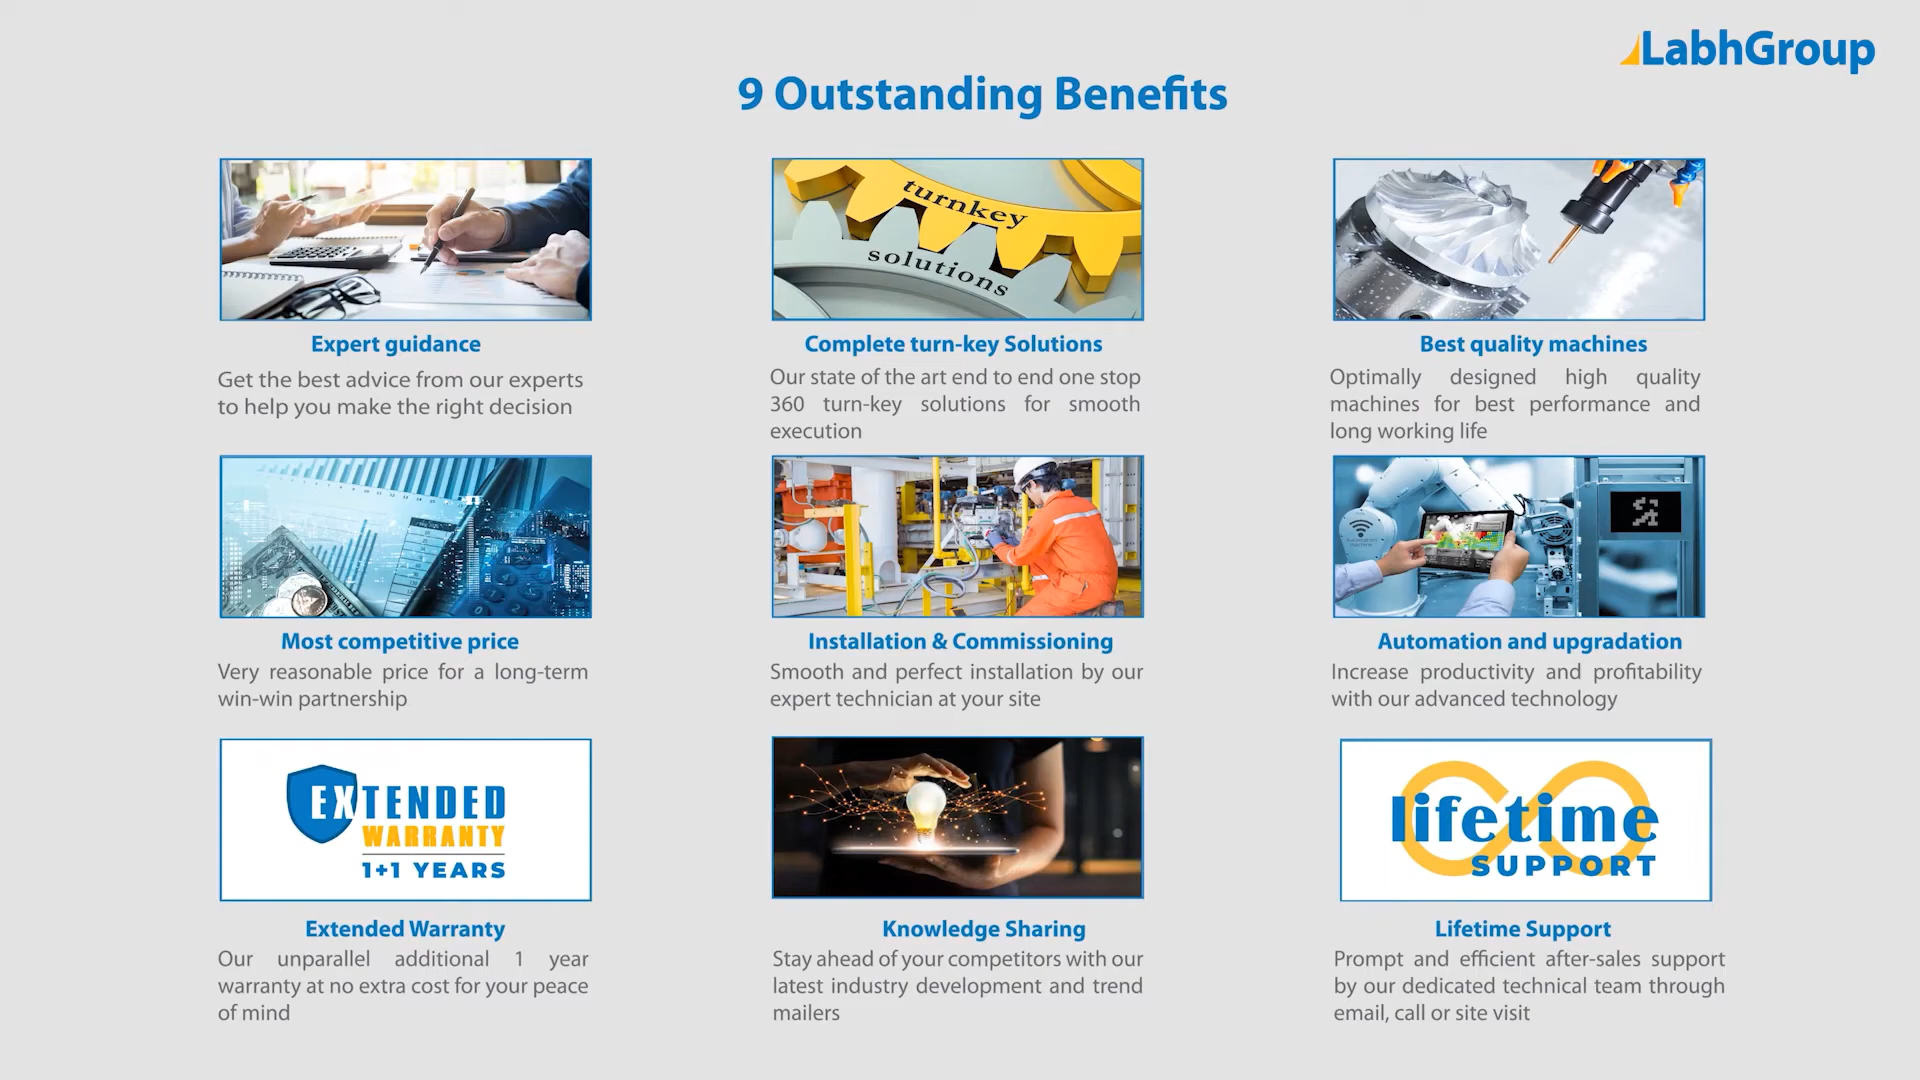 LabhGroup
9 Outstanding Benefits
turnkey
solutions
Expert guidance
Get the best advice from our experts
to help you make the right decision
Complete turn-key Solutions
Our state of the art end to end one stop
360 turn-key solutions for smooth
execution
Best quality machines
Optimally designed high quality
machines for best performance and
long working life
Most competitive price
Very reasonable price for a long-term
win-win partnership
Installation & Commissioning
Smooth and perfect installation by our
expert technician at your site
Automation and upgradation
Increase productivity and profitability
with our advanced technology
EXTENDED
WARRANTY
1+1 YEARS
Extended Warranty
Our unparallel additional 1 year
warranty at no extra cost for your peace
of mind
Knowledge Sharing
Stay ahead of your competitors with our
latest industry development and trend
mailers
lifetime
SUPPORT
Lifetime Support
Prompt and efficient after-sales support
by our dedicated technical team through
email, call or site visit